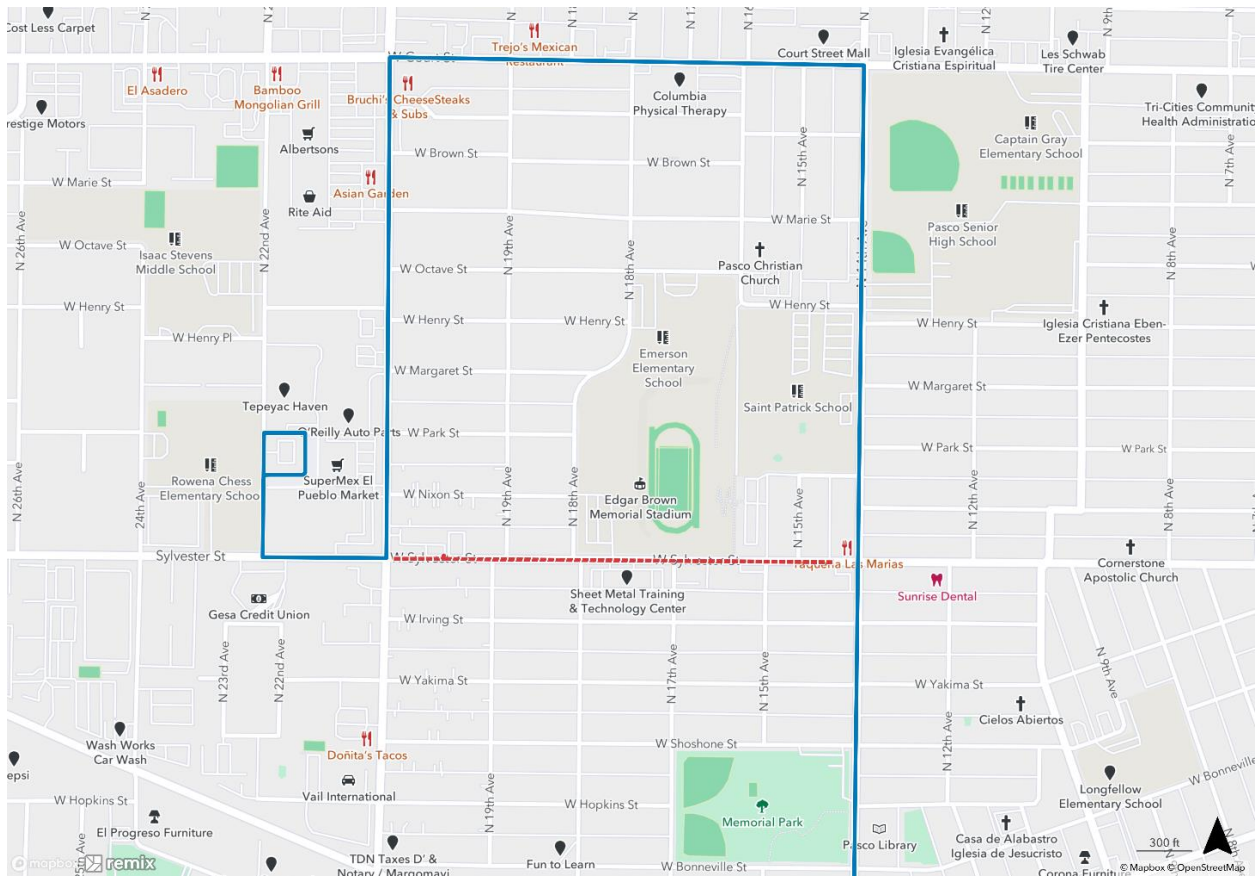 Cost Less Carpet
Trejo's Mexican
Restaurant
Court Street Mall
Iglesia Evangélica
Cristiana Espiritual
N 12th
Les Schwab
Tire Center
N 9th
W Court St
El Asadero
Bamboo
Mongolian Grill
Bruchi's CheeseSteaks
& Subs
Columbia
Physical Therapy
Tri-Cities Community
Health Administratio
Prestige Motors
Albertsons
W Brown St
W Brown St
N 15th Ave
Captain Gray
Elementary School
N 7th Ave
W Marie St
Asian Garden
Rite Aid
W Marie St
Pasco Senior
High School
N 26th Ave
W Octave St
Isaac Stevens
Middle School
N 22nd Ave
N 19th Ave
N 18th Ave
W Octave St
Pasco Christian
Church
N 8th Ave
W Henry St
W Henry St
W Henry St
W Henry St
W Henry St
Iglesia Cristiana Eben-
Ezer Pentecostes
W Henry Pl
Emerson
Elementary
School
W Margaret St
W Margaret St
Tepeyac Haven
Saint Patrick School
O'Reilly Auto Parts
W Park St
W Park St
W Park St
Rowena Chess
Elementary School
SuperMex El
Pueblo Market
N 26th Ave
24th Ave
W Nixon St
N 19th Ave
N 18th Ave
Edgar Brown
Memorial Stadium
N 15th Ave
N 12th Ave
N 8th Ave
Sylvester St
W Sylvester St
W Sylvester St
Taqueria Las Marias
Cornerstone
Apostolic Church
Sheet Metal Training
& Technology Center
Sunrise Dental
Gesa Credit Union
W Irving St
N 23rd Ave
N 22nd Ave
N 17th Ave
N 15th Ave
N 9th Ave
W Yakima St
W Yakima St
Cielos Abiertos
N 12th Ave
Wash Works
Car Wash
Doñita's Tacos
W Shoshone St
W Bonneville
Vail International
N 19th Ave
W Hopkins St
W Hopkins St
Memorial Park
Longfellow
Elementary School
El Progreso Furniture
Pasco Library
Casa de Alabastro
Iglesia de Jesucristo
N 8th
300 ft
mapbox
remix
TDN Taxes D' &
Notary / Margomavi
Fun to Learn
W Bonneville St
Corona Furniture
© Mapbox © OpenStreetMap